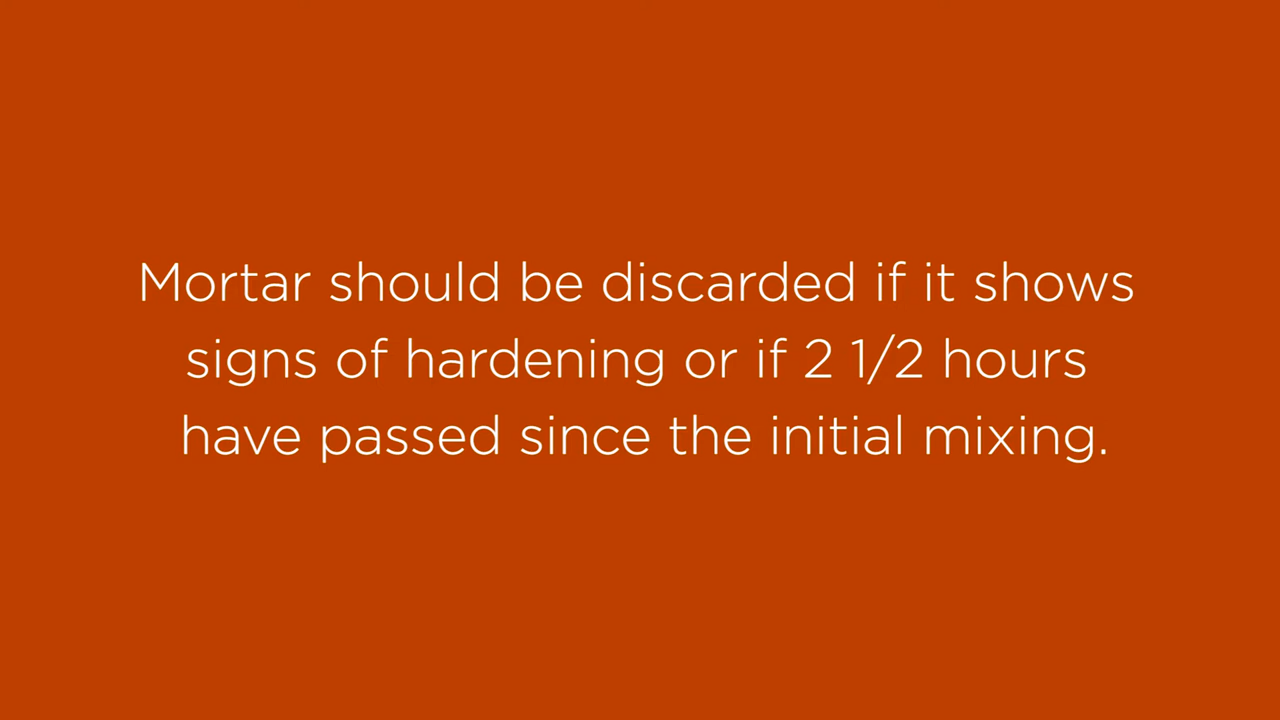 Mortar should be discarded if it shows
signs of hardening or if 2 1/2 hours
have passed since the initial mixing.